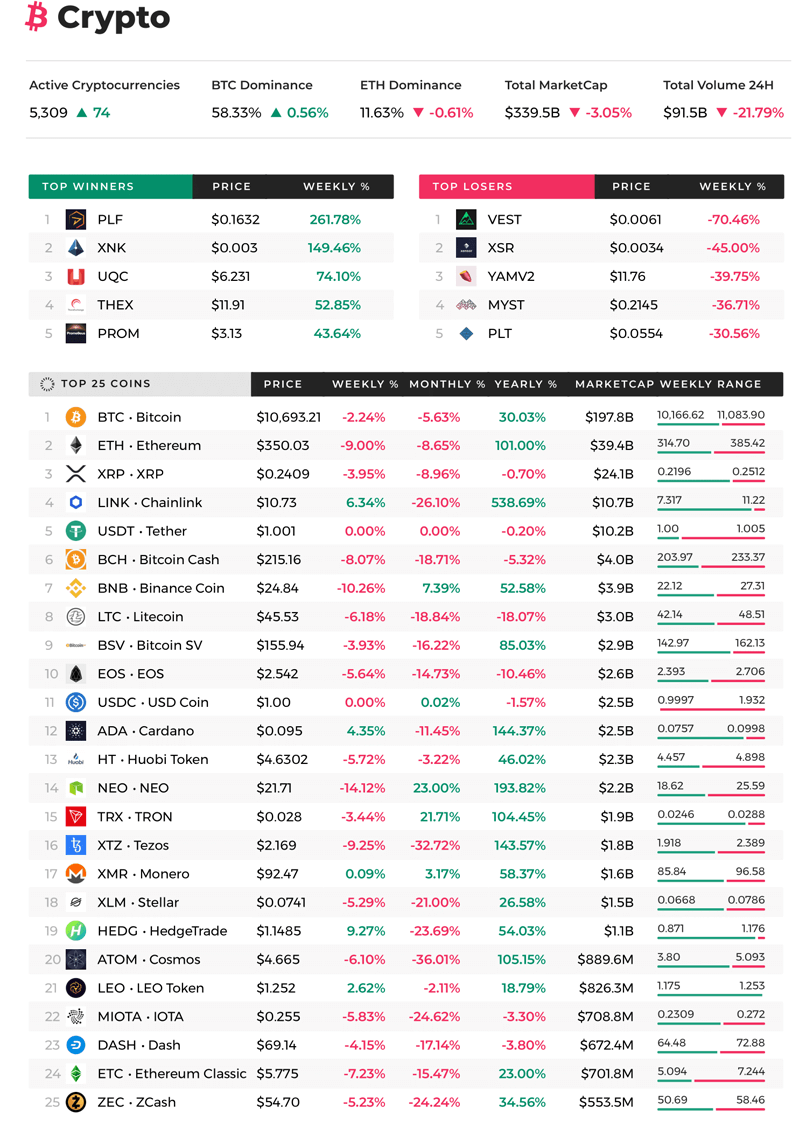 Crypto
Active Cryptocurrencies BTC Dominance ETH Dominance Total MarketCap Total Volume 24H
5,309 ▲ 74 58.33% ▲ 0.56% 11.63% ▼ -0.61% $339.5B ▼ -3.05% $91.5B ▼ -21.79%
TOP WINNERS PRICE WEEKLY %
1 PLF $0.1632 261.78%
2 XNK $0.003 149.46%
3 UQC $6.231 74.10%
4 THEX $11.91 52.85%
5 PROM $3.13 43.64%
TOP LOSERS PRICE WEEKLY %
1 VEST $0.0061 -70.46%
2 XSR $0.0034 -45.00%
3 YAMV2 $11.76 -39.75%
4 MYST $0.2145 -36.71%
5 PLT $0.0554 -30.56%
TOP 25 COINS PRICE WEEKLY % MONTHLY % YEARLY % MARKETCAP WEEKLY RANGE
1 BTC · Bitcoin $10,693.21 -2.24% -5.63% 30.03% $197.8B 10,166.62 11,083.90
2 ETH · Ethereum $350.03 -9.00% -8.65% 101.00% $39.4B 314.70 385.42
3 XRP · XRP $0.2409 -3.95% -8.96% -0.70% $24.1B 0.2196 0.2512
4 LINK · Chainlink $10.73 6.34% -26.10% 538.69% $10.7B 7.317 11.22
5 USDT · Tether $1.001 0.00% 0.00% -0.20% $10.2B 1.00 1.005
6 BCH · Bitcoin Cash $215.16 -8.07% -18.71% -5.32% $4.0B 203.97 233.37
7 BNB · Binance Coin $24.84 -10.26% 7.39% 52.58% $3.9B 22.12 27.31
8 LTC · Litecoin $45.53 -6.18% -18.84% -18.07% $3.0B 42.14 48.51
9 BSV · Bitcoin SV $155.94 -3.93% -16.22% 85.03% $2.9B 142.97 162.13
10 EOS · EOS $2.542 -5.64% -14.73% -10.46% $2.6B 2.393 2.706
11 USDC · USD Coin $1.00 0.00% 0.02% -1.57% $2.5B 0.9997 1.932
12 ADA · Cardano $0.095 4.35% -11.45% 144.37% $2.5B 0.0757 0.0998
13 Huobi HT · Huobi Token $4.6302 -5.72% -3.22% 46.02% $2.3B 4.457 4.898
14 NEO · NEO $21.71 -14.12% 23.00% 193.82% $2.2B 18.62 25.59
15 TRX · TRON $0.028 -3.44% 21.71% 104.45% $1.9B 0.0246 0.0288
16 XTZ · Tezos $2.169 -9.25% -32.72% 143.57% $1.8B 1.918 2.389
17 XMR · Monero $92.47 0.09% 3.17% 58.37% $1.6B 85.84 96.58
18 XLM · Stellar $0.0741 -5.29% -21.00% 26.58% $1.5B 0.0668 0.0786
19 HEDG · HedgeTrade $1.1485 9.27% -23.69% 54.03% $1.1B 0.871 1.176
20 ATOM · Cosmos $4.665 -6.10% -36.01% 105.15% $889.6M 3.80 5.093
21 LEO · LEO Token $1.252 2.62% -2.11% 18.79% $826.3M 1.175 1.253
22 MIOTA · IOTA $0.255 -5.83% -24.62% -3.30% $708.8M 0.2309 0.272
23 DASH · Dash $69.14 -4.15% -17.14% -3.80% $672.4M 64.48 72.88
24 ETC · Ethereum Classic $5.775 -7.23% -15.47% 23.00% $701.8M 5.094 7.244
25 ZEC · ZCash $54.70 -5.23% -24.24% 34.56% $553.5M 50.69 58.46